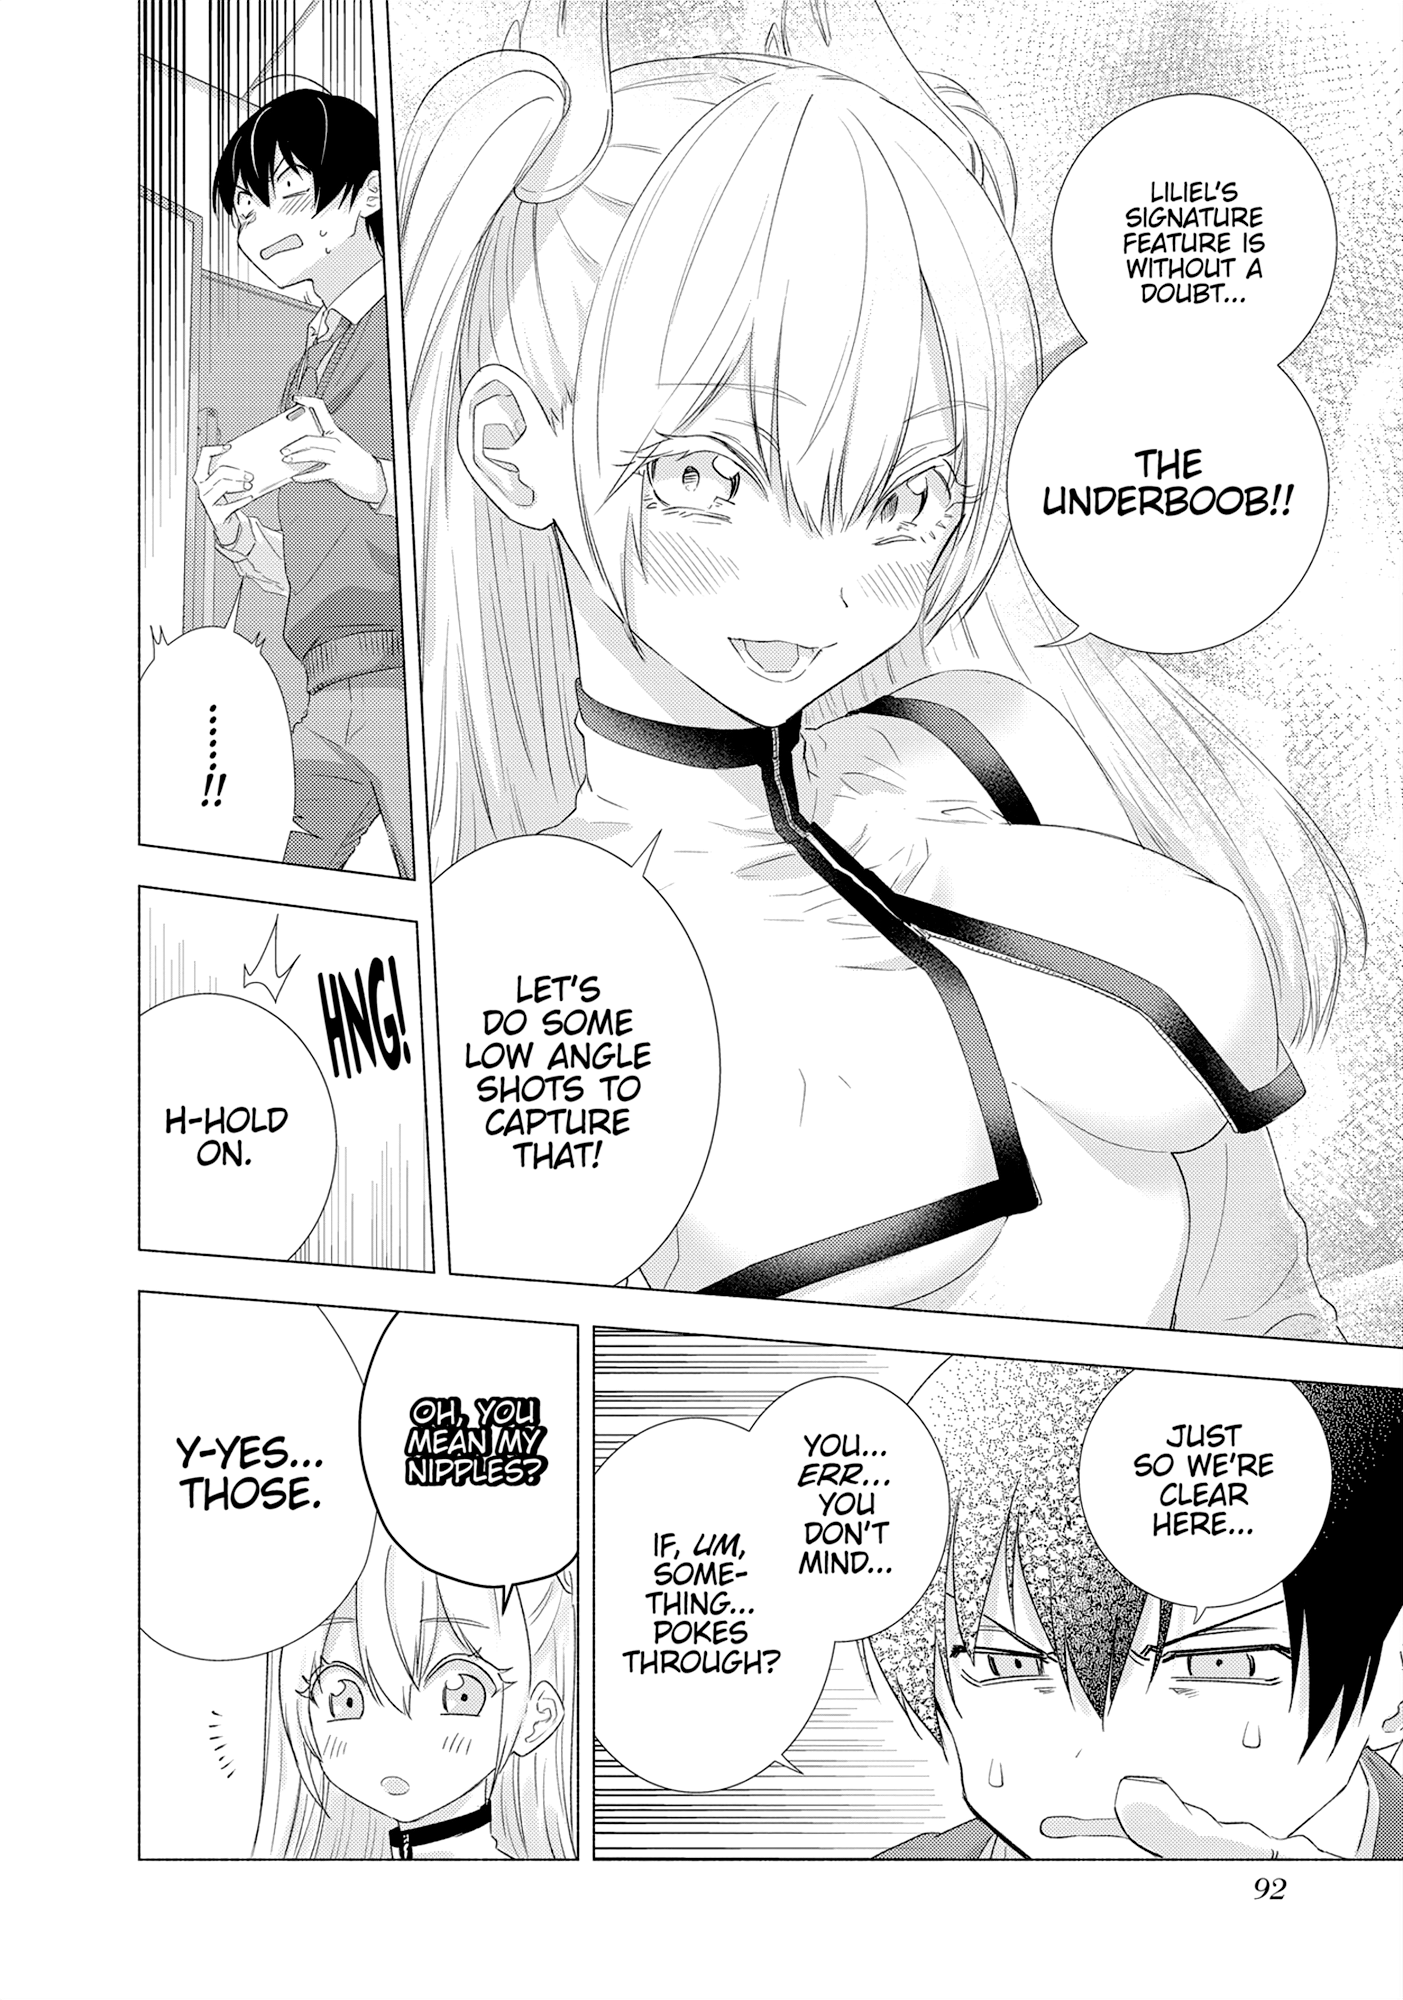 LILIEL'S
SIGNATURE
FEATURE IS
WITHOUT A
DOUBT...
THE
UNDERBOOB!!
LET'S
DO SOME
LOW ANGLE
SHOTS TO
CAPTURE
THAT!
......!!
HNG!
H-HOLD
ON.
JUST
SO WE'RE
CLEAR
HERE...
YOU...
ERR...
YOU
DON'T
MIND...
IF, UM,
SOME-
THING...
POKES
THROUGH?
OH, YOU
MEAN MY
NIPPLES?
Y-YES...
THOSE.
92